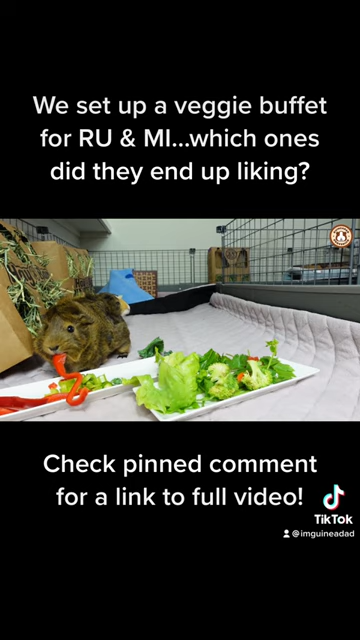 We set up a veggie buffet
for RU & MI...which ones
did they end up liking?
Check pinned comment
for a link to full video!
TikTok
@imguineadad